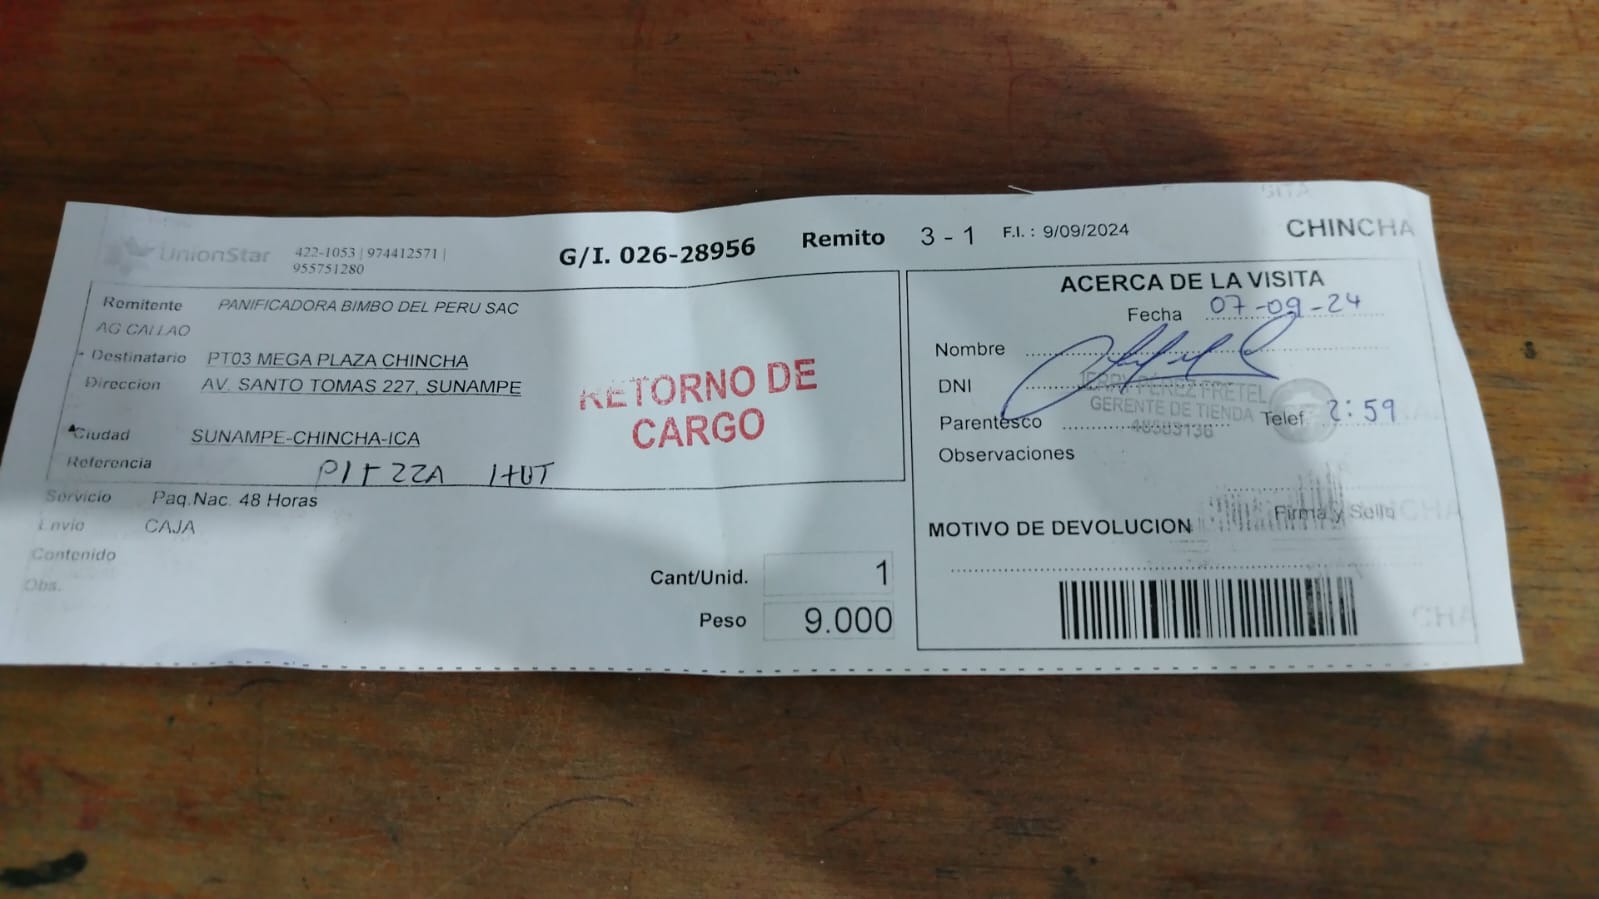 UnionStar 422-1053 | 974412571 |
955751280
G/I. 026-28956 Remito 3 - 1 F.I. : 9/09/2024 CHINCHA
Remitente PANIFICADORA BIMBO DEL PERU SAC
AG CALLAO
Destinatario PT03 MEGA PLAZA CHINCHA
Direccion AV. SANTO TOMAS 227, SUNAMPE
Ciudad SUNAMPE-CHINCHA-ICA
Referencia PITZZA HUT
RETORNO DE
CARGO
Servicio Paq.Nac. 48 Horas
Envio CAJA
Contenido
Obs.
Cant/Unid. 1
Peso 9.000
ACERCA DE LA VISITA
Fecha 07-09-24
Nombre
DNI
JERRY PÉREZ FRETEL
GERENTE DE TIENDA
Parentesco Telef. 2:59
Observaciones
Firma y Sello
MOTIVO DE DEVOLUCION